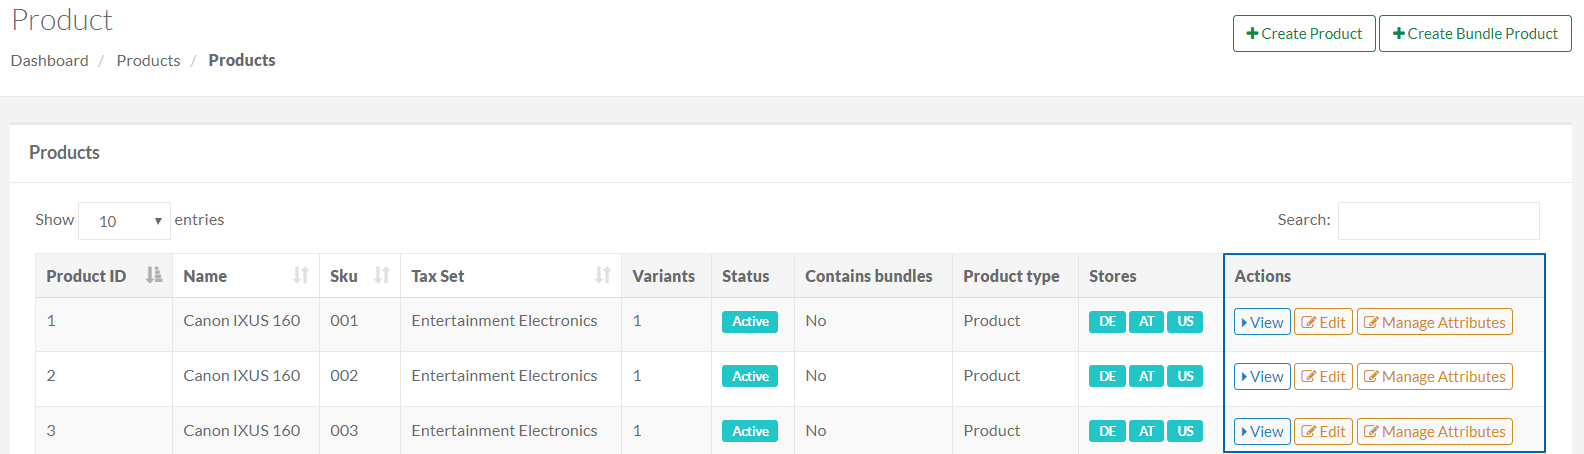 Product
Create Product Create Bundle Product
Dashboard / Products / Products
Products
Show 10 entries Search:
Product ID Name Sku Tax Set Variants Status Contains bundles Product type Stores Actions
1 Canon IXUS 160 001 Entertainment Electronics 1 Active No Product DE AT US View Edit Manage Attributes
2 Canon IXUS 160 002 Entertainment Electronics 1 Active No Product DE AT US View Edit Manage Attributes
3 Canon IXUS 160 003 Entertainment Electronics 1 Active No Product DE AT US View Edit Manage Attributes